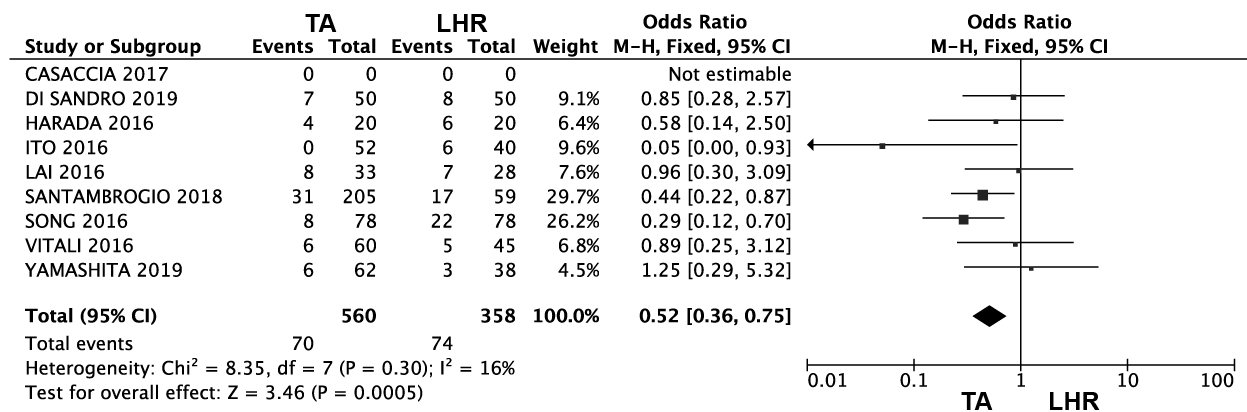 TA LHR Odds Ratio Odds Ratio
Study or Subgroup Events Total Events Total Weight M-H, Fixed, 95% CI M-H, Fixed, 95% CI
CASACCIA 2017 0 0 0 0 Not estimable
DI SANDRO 2019 7 50 8 50 9.1% 0.85 [0.28, 2.57]
HARADA 2016 4 20 6 20 6.4% 0.58 [0.14, 2.50]
ITO 2016 0 52 6 40 9.6% 0.05 [0.00, 0.93]
LAI 2016 8 33 7 28 7.6% 0.96 [0.30, 3.09]
SANTAMBROGIO 2018 31 205 17 59 29.7% 0.44 [0.22, 0.87]
SONG 2016 8 78 22 78 26.2% 0.29 [0.12, 0.70]
VITALI 2016 6 60 5 45 6.8% 0.89 [0.25, 3.12]
YAMASHITA 2019 6 62 3 38 4.5% 1.25 [0.29, 5.32]
Total (95% CI) 560 358 100.0% 0.52 [0.36, 0.75]
Total events 70 74
Heterogeneity: Chi² = 8.35, df = 7 (P = 0.30); I² = 16%
Test for overall effect: Z = 3.46 (P = 0.0005)
0.01 0.1 1 10 100
TA LHR